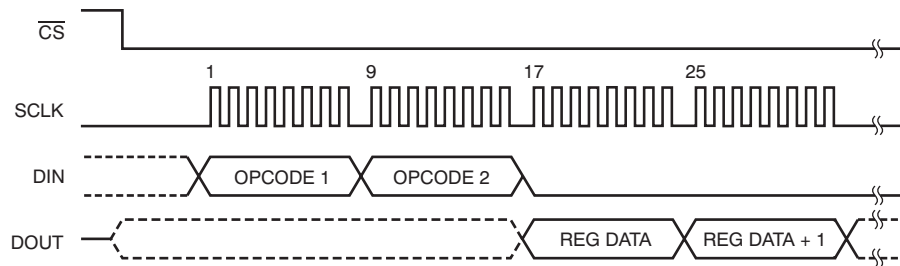 CS
1 9 17 25
SCLK
DIN OPCODE 1 OPCODE 2
DOUT REG DATA REG DATA + 1